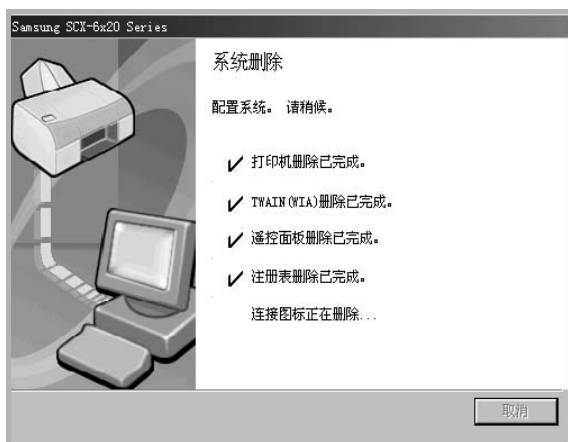 Samsung SCX-6x20 Series
系统删除
配置系统。 请稍候。
打印机删除已完成。
TWAIN(WIA)删除已完成。
遥控面板删除已完成。
注册表删除已完成。
连接图标正在删除...
取消